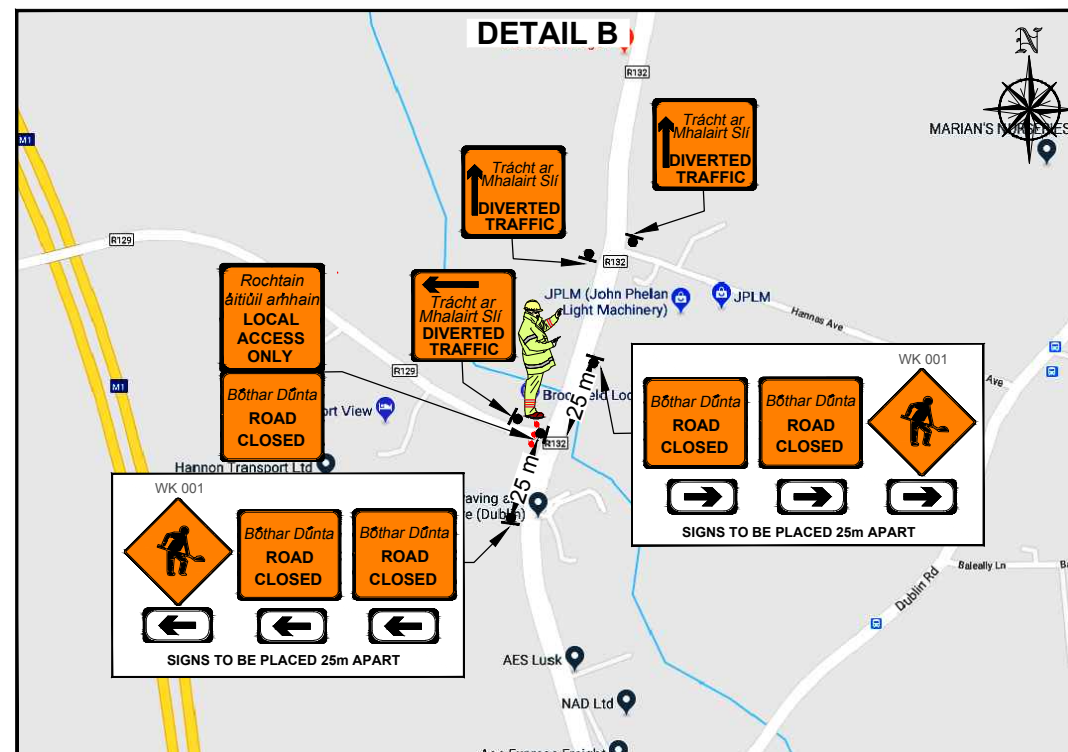 DETAIL B
N
R132
M1
MARIAN'S NURSERIES
Trácht ar
Mhalairt Slí
DIVERTED
TRAFFIC
Trácht ar
Mhalairt Slí
DIVERTED
TRAFFIC
R129
R132
Rochtain
áitiúil
LOCAL
ACCESS
ONLY
Trácht ar
Mhalairt Slí
DIVERTED
TRAFFIC
JPLM (John Phelan
Light Machinery)
JPLM
Hannas Ave
Ave
R129
M1
Bóthar Dúnta
ROAD
CLOSED
25 m
R132
25 m
Bóthar Dúnta
ROAD
CLOSED
Bóthar Dúnta
ROAD
CLOSED
WK 001
SIGNS TO BE PLACED 25m APART
Hannon Transport Ltd
(Dublin)
WK 001
Bóthar Dúnta
ROAD
CLOSED
Bóthar Dúnta
ROAD
CLOSED
SIGNS TO BE PLACED 25m APART
Baleally Ln
Dublin Rd
AES Lusk
NAD Ltd